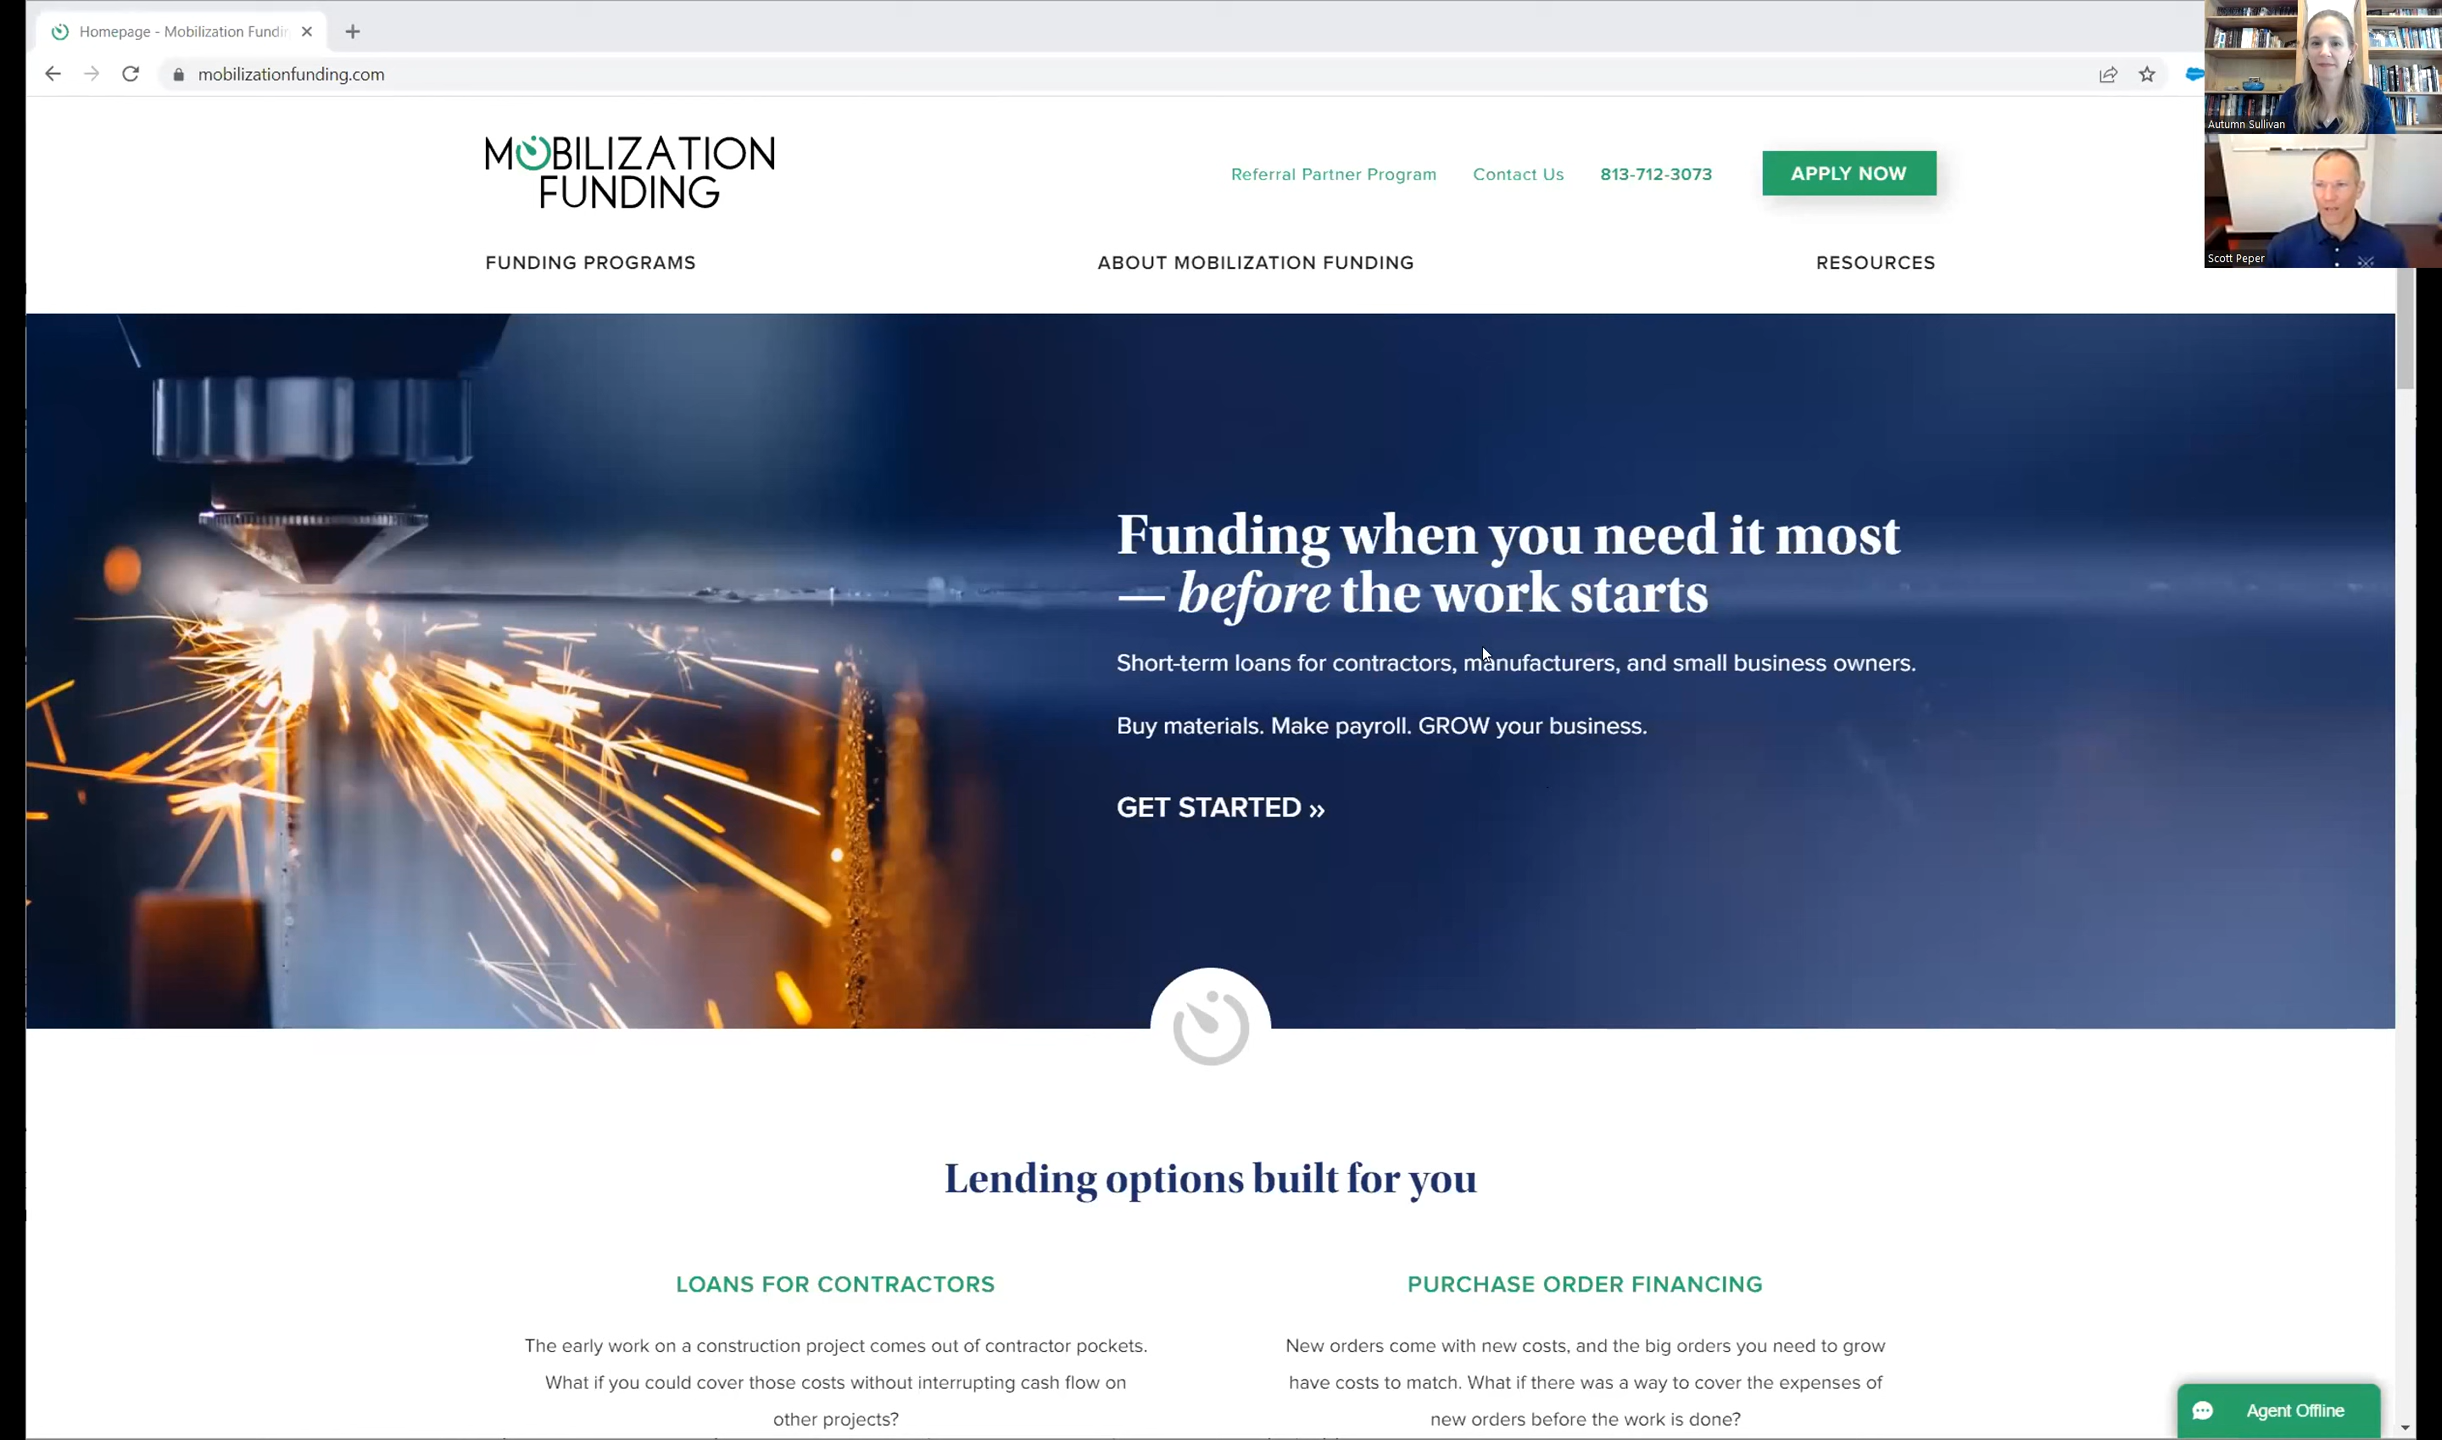 Homepage - Mobilization Fundin
mobilizationfunding.com
Autumn Sullivan
Scott Peper
MOBILIZATION
FUNDING
Referral Partner Program
Contact Us
813-712-3073
APPLY NOW
FUNDING PROGRAMS
ABOUT MOBILIZATION FUNDING
RESOURCES
Funding when you need it most
— before the work starts
Short-term loans for contractors, manufacturers, and small business owners.
Buy materials. Make payroll. GROW your business.
GET STARTED »
Lending options built for you
LOANS FOR CONTRACTORS
The early work on a construction project comes out of contractor pockets.
What if you could cover those costs without interrupting cash flow on
other projects?
PURCHASE ORDER FINANCING
New orders come with new costs, and the big orders you need to grow
have costs to match. What if there was a way to cover the expenses of
new orders before the work is done?
Agent Offline